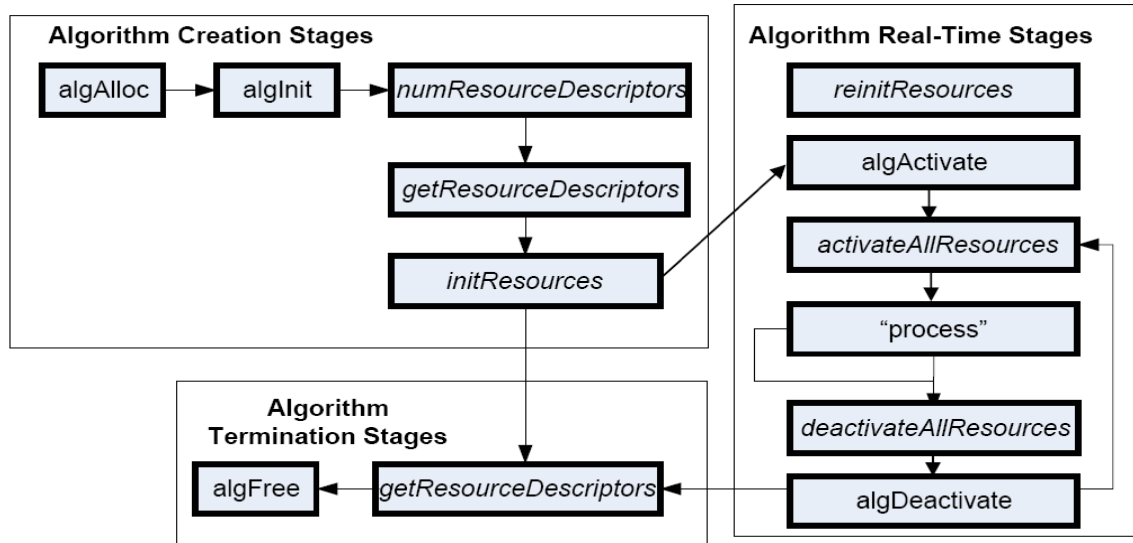 Algorithm Creation Stages
algAlloc
algInit
numResourceDescriptors
getResourceDescriptors
initResources
Algorithm Real-Time Stages
reinitResources
algActivate
activateAllResources
“process”
deactivateAllResources
algDeactivate
Algorithm
Termination Stages
algFree
getResourceDescriptors